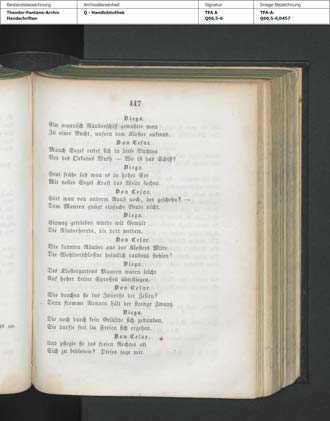 Bestandsbezeichnung
Theodor-Fontane-Archiv
Handschriften
Archivalieneinheit
Q - Handbibliothek
Signatur
TFA A
Q66,5-6
Image-Bezeichnung
TFA-A-
Q66,5-6,0457
447
Diego.
Ein maurisch Räuberschiff gewahrte man
In einer Bucht, unfern dem Kloster ankernd.
Don Cesar.
Manch Segel rettet sich in diese Buchten
Vor des Orkanes Wuth — Wo ist das Schiff?
Diego.
Heut frühe sah man es in hoher See
Mit voller Segel Kraft das Weite suchen.
Don Cesar.
Hört man von anderm Raub noch, der geschehn? —
Dem Mauren gnügt einfache Beute nicht.
Diego.
Hinweg getrieben wurde mit Gewalt
Die Rinderheerde, die dort weidete.
Don Cesar.
Wie konnten Räuber aus des Klosters Mitte
Die Wohlverschloßne heimlich raubend stehlen?
Diego.
Des Klostergartens Mauren waren leicht
Auf hoher Leiter Sprossen überstiegen.
Don Cesar.
Wie brachen sie ins Innerste der Zellen?
Denn fromme Nonnen hält der strenge Zwang.
Diego.
Die noch durch kein Gelübde sich gebunden,
Sie durfte frei im Freien sich ergehen.
Don Cesar.
Und pflegte sie des freien Rechtes oft
Sich zu bedienen? Dieses sage mir.